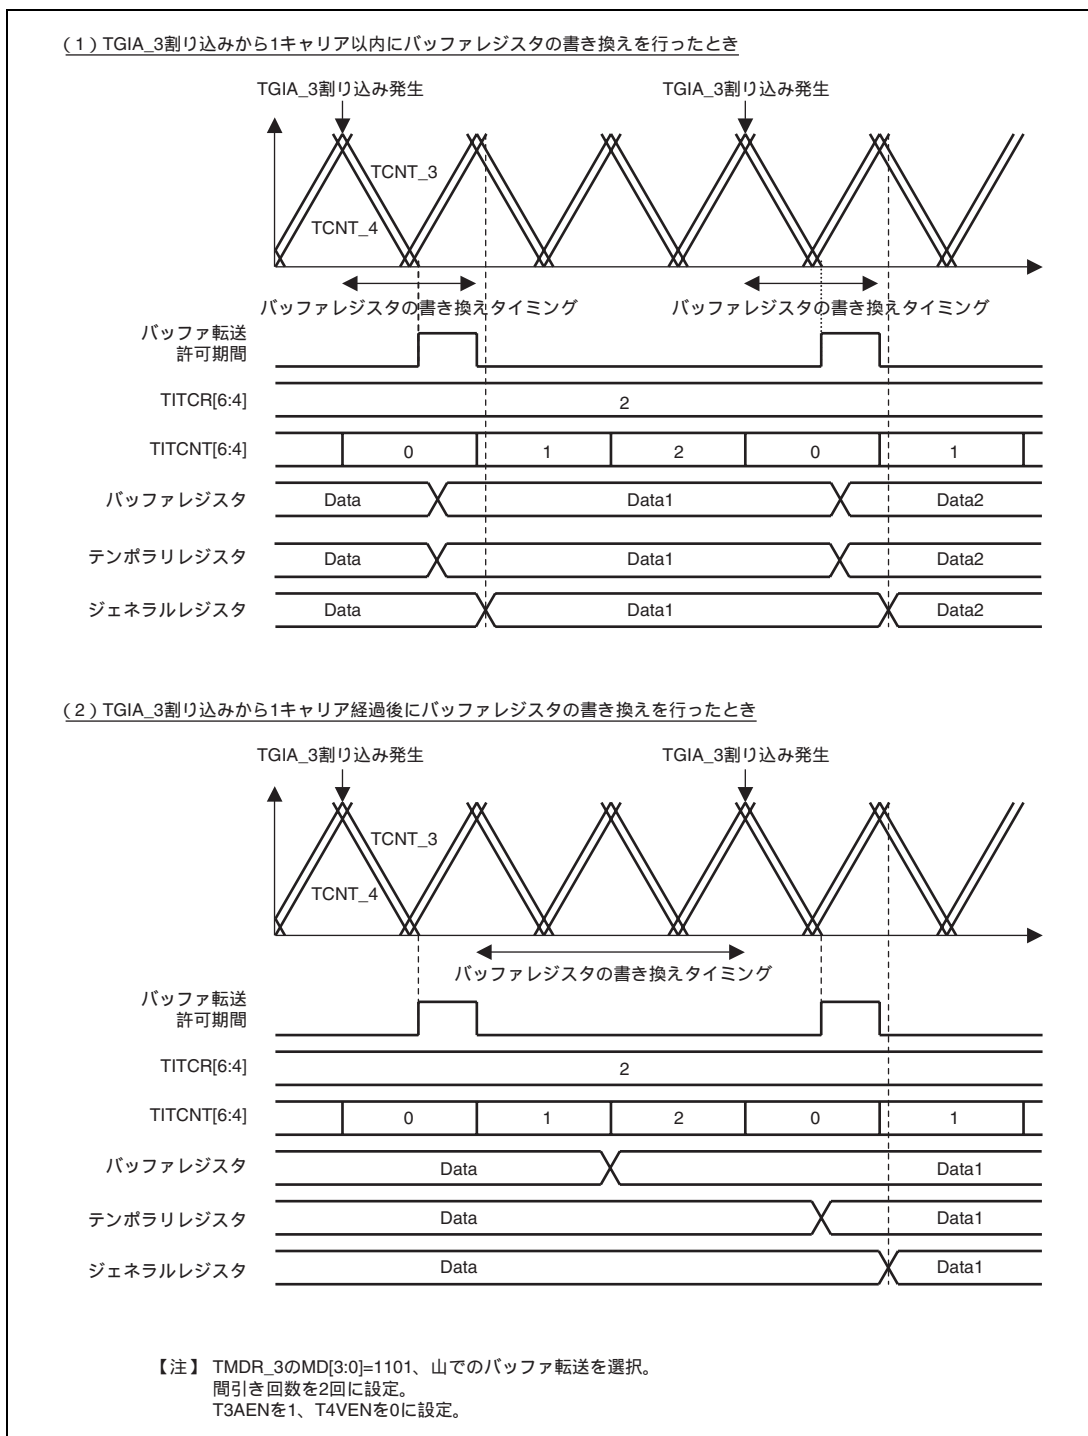 (1) TGIA_3割り込みから1キャリア以内にバッファレジスタの書き換えを行ったとき
TGIA_3割り込み発生
TGIA_3割り込み発生
TCNT_3
TCNT_4
バッファレジスタの書き換えタイミング
バッファレジスタの書き換えタイミング
バッファ転送
許可期間
TITCR[6:4]
2
TITCNT[6:4]
0
1
2
0
1
バッファレジスタ
Data
Data1
Data2
テンポラリレジスタ
Data
Data1
Data2
ジェネラルレジスタ
Data
Data1
Data2
(2) TGIA_3割り込みから1キャリア経過後にバッファレジスタの書き換えを行ったとき
TGIA_3割り込み発生
TGIA_3割り込み発生
TCNT_3
TCNT_4
バッファレジスタの書き換えタイミング
バッファ転送
許可期間
TITCR[6:4]
2
TITCNT[6:4]
0
1
2
0
1
バッファレジスタ
Data
Data1
テンポラリレジスタ
Data
Data1
ジェネラルレジスタ
Data
Data1
【注】 TMDR_3のMD[3:0]=1101、山でのバッファ転送を選択。
間引き回数を2回に設定。
T3AENを1、T4VENを0に設定。